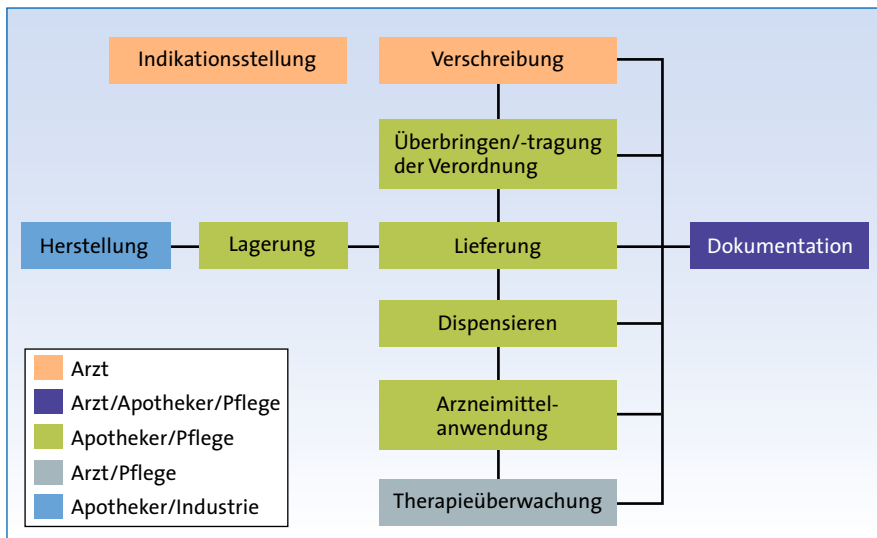 Indikationsstellung
Verschreibung
Überbringen/-tragung
der Verordnung
Herstellung
Lagerung
Lieferung
Dokumentation
Dispensieren
Arzneimittel-
anwendung
Therapieüberwachung
Arzt
Arzt/Apotheker/Pflege
Apotheker/Pflege
Arzt/Pflege
Apotheker/Industrie